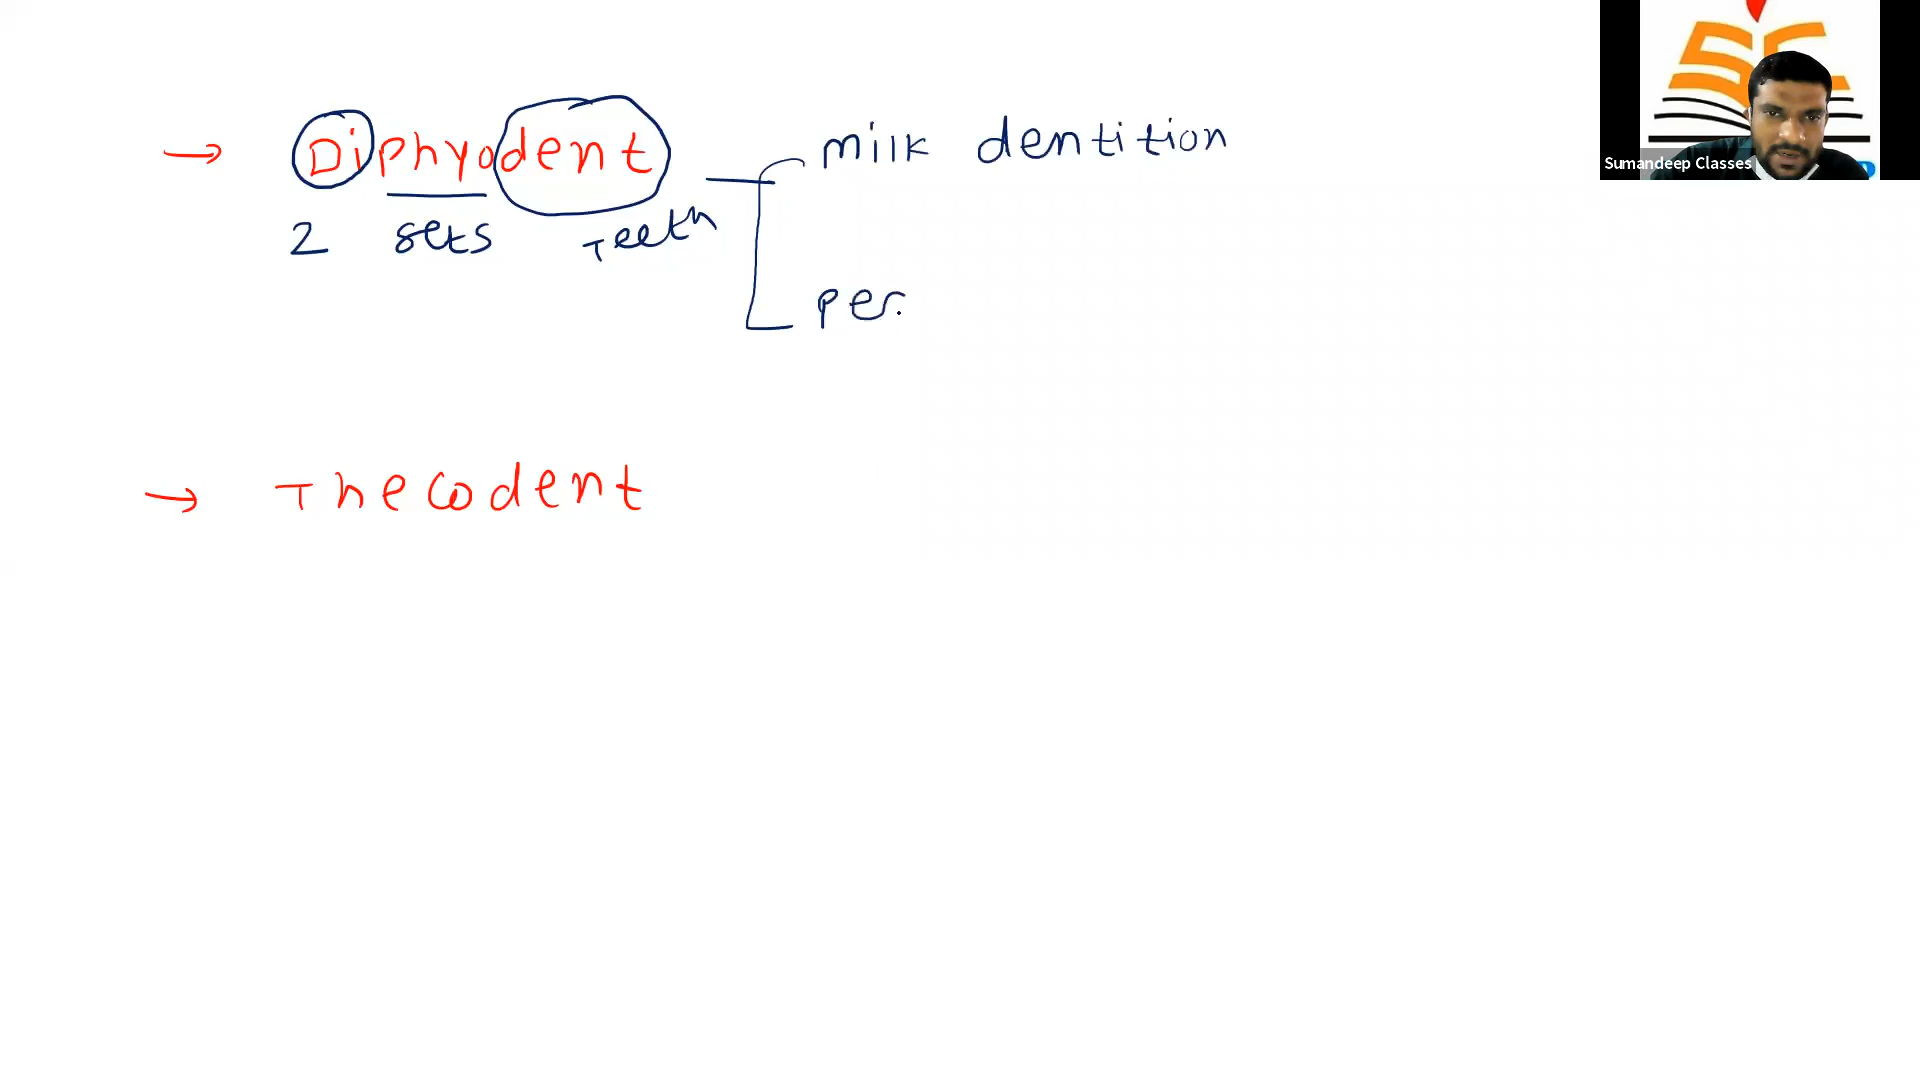 → Diphyodent
milk dentition
2 sets Teeth
per
→ Thecodent
Sumandeep Classes